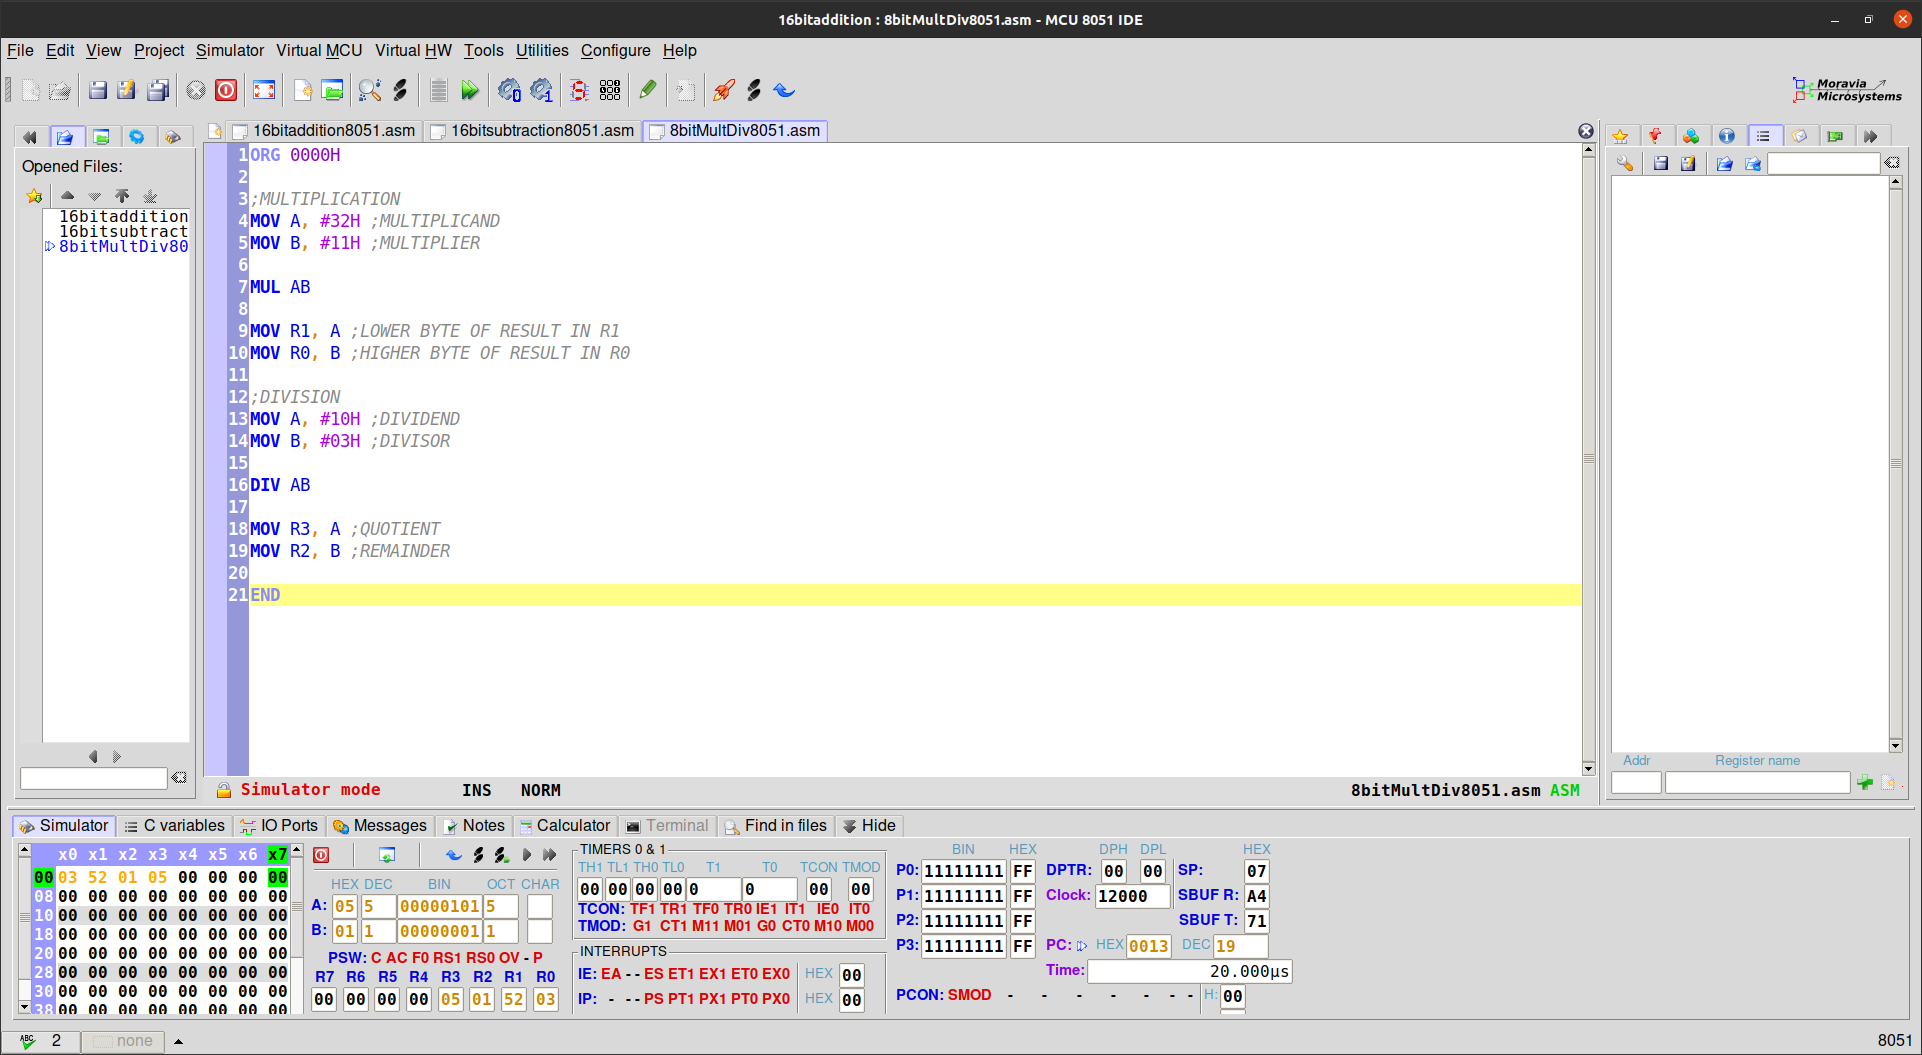 16bitaddition : 8bitMultDiv8051.asm - MCU 8051 IDE
File Edit View Project Simulator Virtual MCU Virtual HW Tools Utilities Configure Help
Moravia Microsystems
16bitaddition8051.asm 16bitsubtraction8051.asm 8bitMultDiv8051.asm
Opened Files:
16bitaddition
16bitsubtract
8bitMultDiv80
1 ORG 0000H
2
3 ;MULTIPLICATION
4 MOV A, #32H ;MULTIPLICAND
5 MOV B, #11H ;MULTIPLIER
6
7 MUL AB
8
9 MOV R1, A ;LOWER BYTE OF RESULT IN R1
10 MOV R0, B ;HIGHER BYTE OF RESULT IN R0
11
12 ;DIVISION
13 MOV A, #10H ;DIVIDEND
14 MOV B, #03H ;DIVISOR
15
16 DIV AB
17
18 MOV R3, A ;QUOTIENT
19 MOV R2, B ;REMAINDER
20
21 END
Addr Register name
Simulator mode INS NORM 8bitMultDiv8051.asm ASM
Simulator C variables IO Ports Messages Notes Calculator Terminal Find in files Hide
x0 x1 x2 x3 x4 x5 x6 x7
00 03 52 01 05 00 00 00 00
08 00 00 00 00 00 00 00 00
10 00 00 00 00 00 00 00 00
18 00 00 00 00 00 00 00 00
20 00 00 00 00 00 00 00 00
28 00 00 00 00 00 00 00 00
30 00 00 00 00 00 00 00 00
38 00 00 00 00 00 00 00 00
HEX DEC BIN OCT CHAR
A: 05 5 00000101 5
B: 01 1 00000001 1
PSW: C AC F0 RS1 RS0 OV - P
R7 R6 R5 R4 R3 R2 R1 R0
00 00 00 00 05 01 52 03
TIMERS 0 & 1
TH1 TL1 TH0 TL0 T1 T0 TCON TMOD
00 00 00 00 0 0 00 00
TCON: TF1 TR1 TF0 TR0 IE1 IT1 IE0 IT0
TMOD: G1 CT1 M11 M01 G0 CT0 M10 M00
INTERRUPTS
IE: EA - - ES ET1 EX1 ET0 EX0 HEX 00
IP: - - - PS PT1 PX1 PT0 PX0 HEX 00
BIN HEX
P0: 11111111 FF
P1: 11111111 FF
P2: 11111111 FF
P3: 11111111 FF
DPH DPL HEX
DPTR: 00 00 SP: 07
Clock: 12000 SBUF R: A4
SBUF T: 71
PC: HEX 0013 DEC 19
Time: 20.000µs
PCON: SMOD - - - - - - - H: 00
ABC 2 none 8051